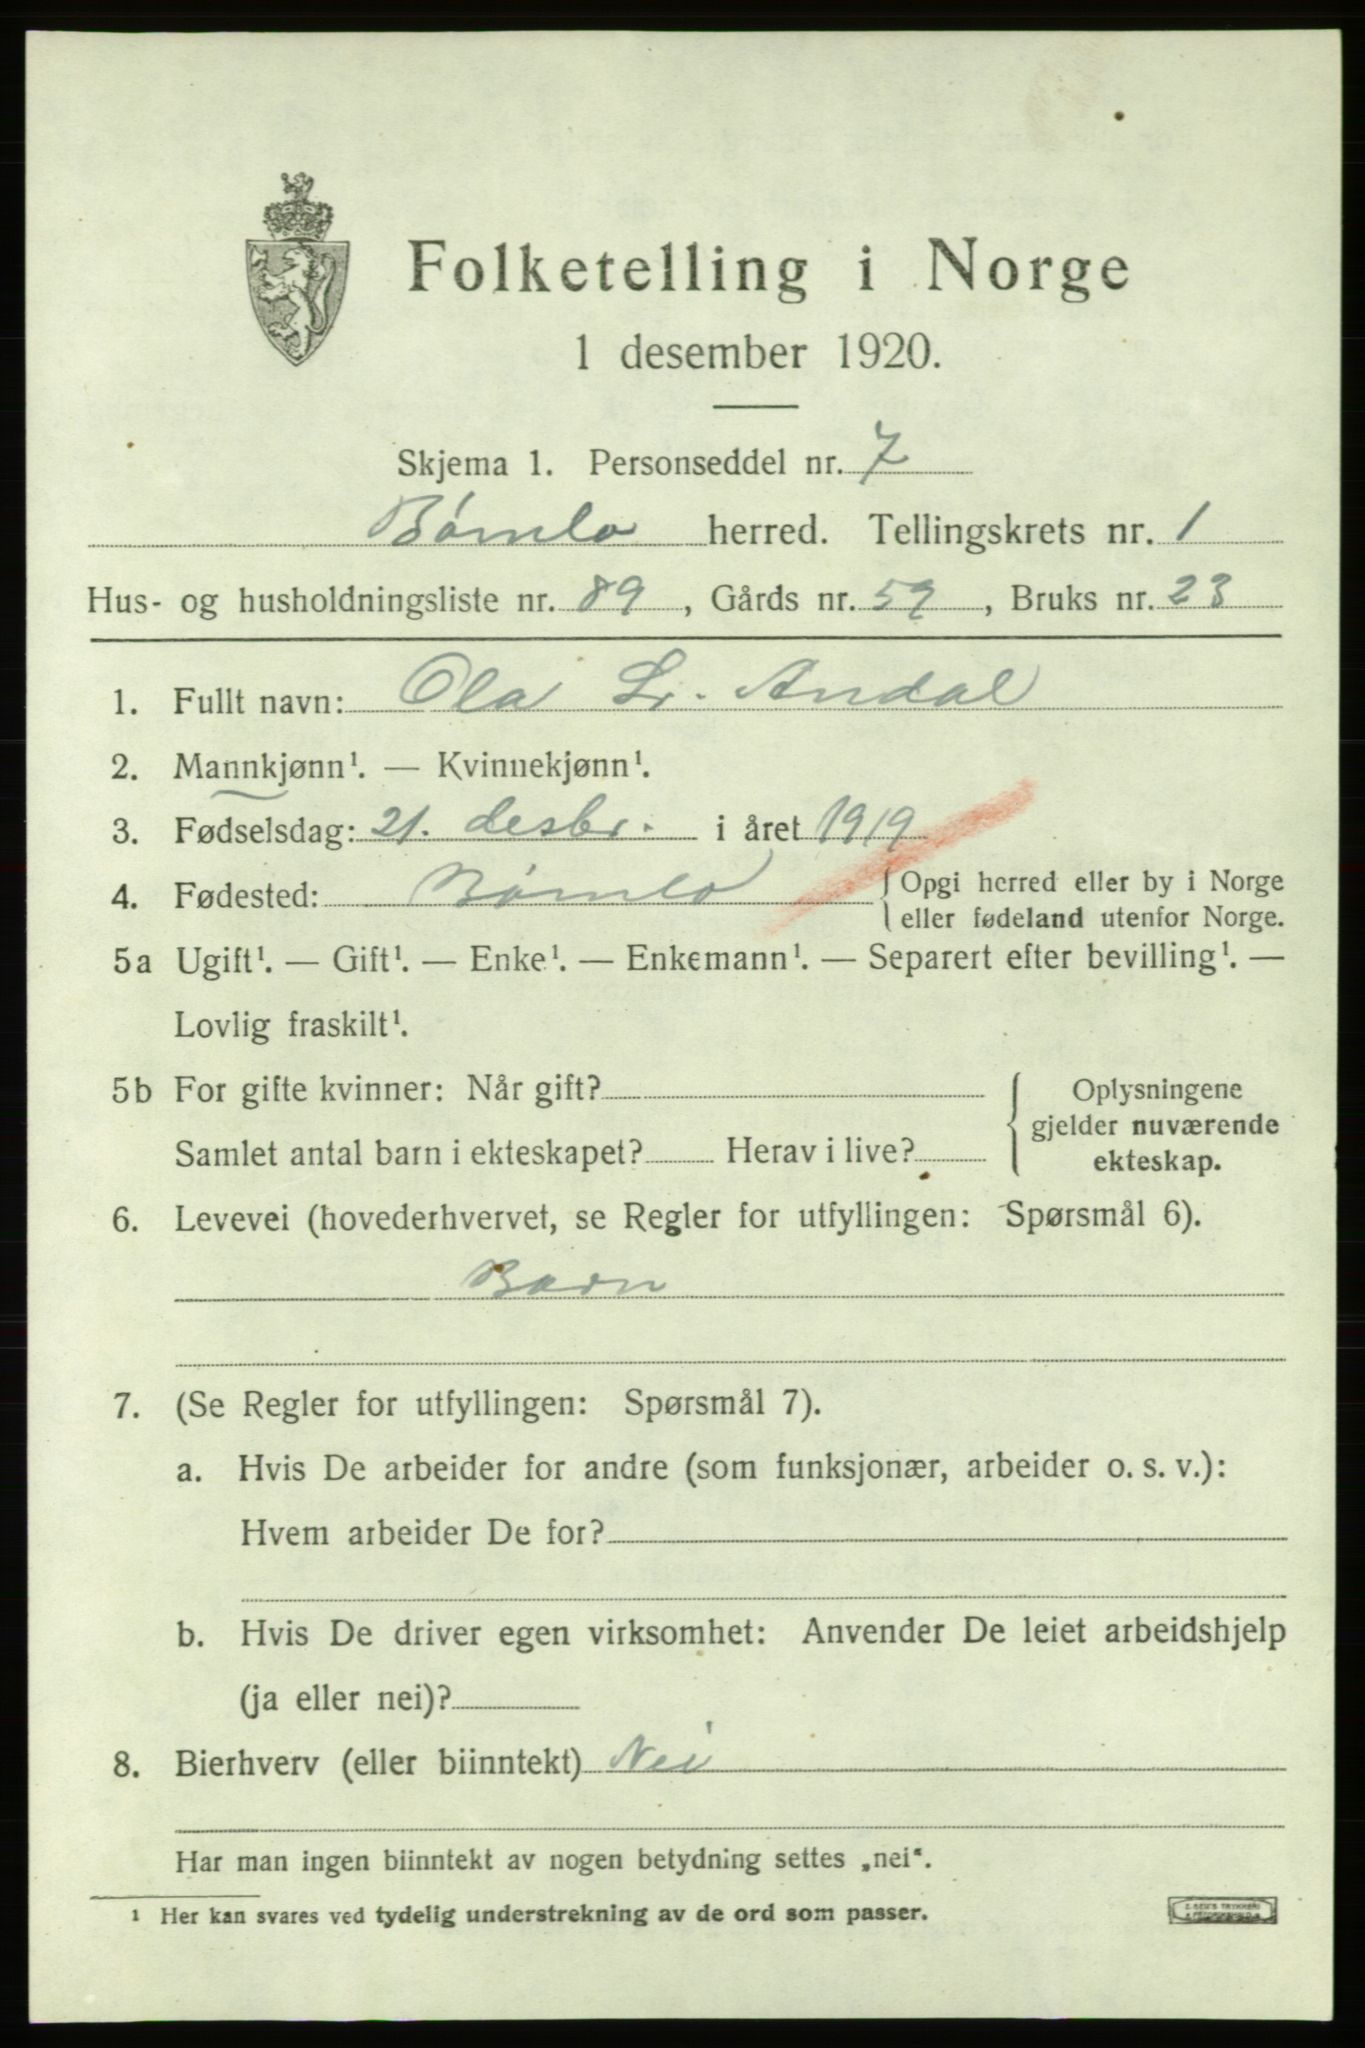 Folketelling i Norge
1 desember 1920.
Skjema 1. Personseddel nr. 7
Bømlo herred. Tellingskrets nr. 1
Hus- og husholdningsliste nr. 89, Gårds nr. 59, Bruks nr. 23
1. Fullt navn: Ola Andal
2. Mannkjønn¹. — Kvinnekjønn¹.
3. Fødselsdag: 21. desbr. i året 1919
4. Fødested: Bømlo { Opgi herred eller by i Norge
eller fødeland utenfor Norge.
5a Ugift¹. — Gift¹. — Enke¹. — Enkemann¹. — Separert efter bevilling¹. —
Lovlig fraskilt¹.
5b For gifte kvinner: Når gift? { Oplysningene
gjelder nuværende
Samlet antal barn i ekteskapet? Herav i live? ekteskap.
6. Levevei (hovederhvervet, se Regler for utfyllingen: Spørsmål 6).
Barn
7. (Se Regler for utfyllingen: Spørsmål 7).
a. Hvis De arbeider for andre (som funksjonær, arbeider o. s. v.):
Hvem arbeider De for?
b. Hvis De driver egen virksomhet: Anvender De leiet arbeidshjelp
(ja eller nei)?
8. Bierhverv (eller biinntekt) Nei
Har man ingen biinntekt av nogen betydning settes „nei“.
¹ Her kan svares ved tydelig understrekning av de ord som passer.